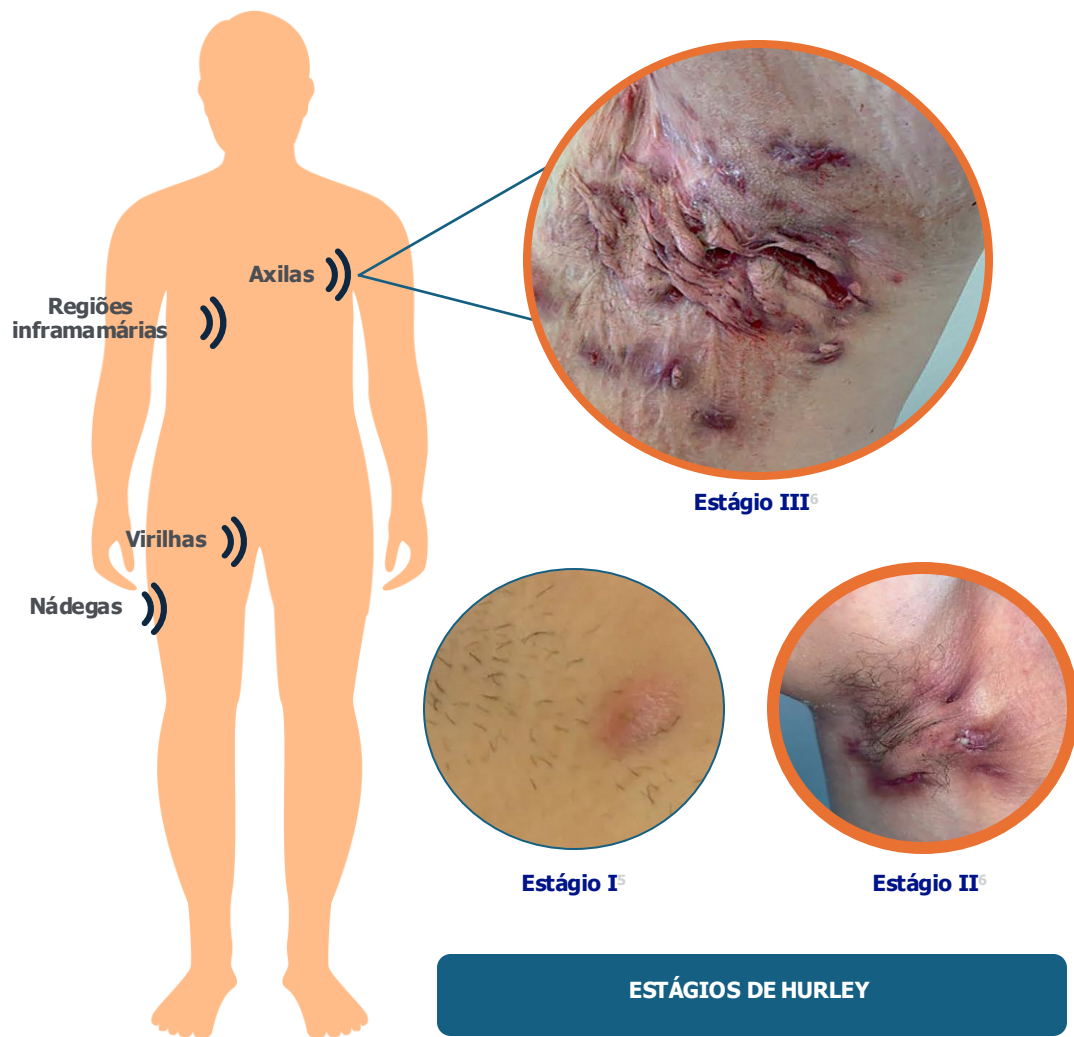 Axilas
Regiões
inframamárias
Estágio III6
Virilhas
Nádegas
Estágio I5
Estágio II6
ESTÁGIOS DE HURLEY